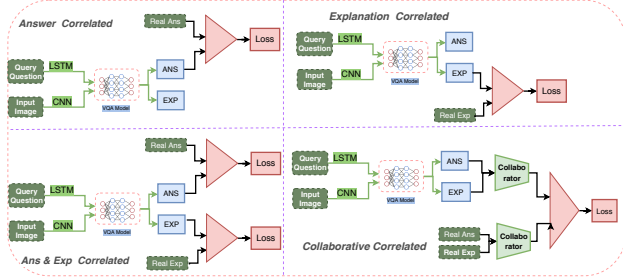 Answer Correlated
Real Ans
Loss
Query
Question
LSTM
ANS
Input
Image
CNN
VQA Model
EXP
Explanation Correlated
Query
Question
LSTM
ANS
Input
Image
CNN
VQA Model
EXP
Real Exp
Loss
Real Ans
Loss
Query
Question
LSTM
ANS
Input
Image
CNN
VQA Model
EXP
Real Exp
Loss
Ans & Exp Correlated
Query
Question
LSTM
ANS
Collabo
rator
Input
Image
CNN
VQA Model
EXP
Real Ans
Real Exp
Collabo
rator
Loss
Collaborative Correlated